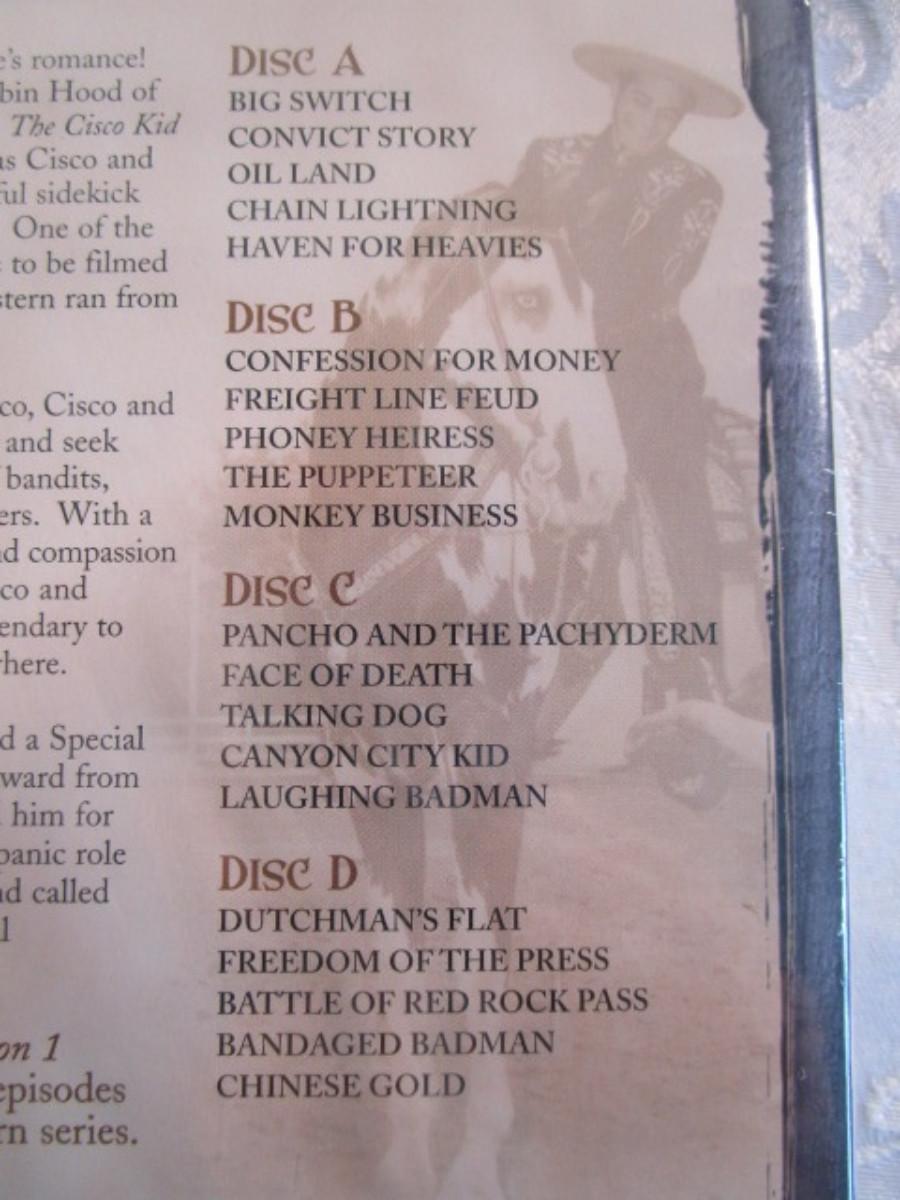 e's romance!
bin Hood of
The Cisco Kid
as Cisco and
ful sidekick
One of the
to be filmed
stern ran from
co, Cisco and
and seek
bandits,
ers. With a
nd compassion
co and
endary to
here.
d a Special
ward from
him for
panic role
nd called
l
on 1
episodes
rn series.
DISC A
BIG SWITCH
CONVICT STORY
OIL LAND
CHAIN LIGHTNING
HAVEN FOR HEAVIES
DISC B
CONFESSION FOR MONEY
FREIGHT LINE FEUD
PHONEY HEIRESS
THE PUPPETEER
MONKEY BUSINESS
DISC C
PANCHO AND THE PACHYDERM
FACE OF DEATH
TALKING DOG
CANYON CITY KID
LAUGHING BADMAN
DISC D
DUTCHMAN'S FLAT
FREEDOM OF THE PRESS
BATTLE OF RED ROCK PASS
BANDAGED BADMAN
CHINESE GOLD